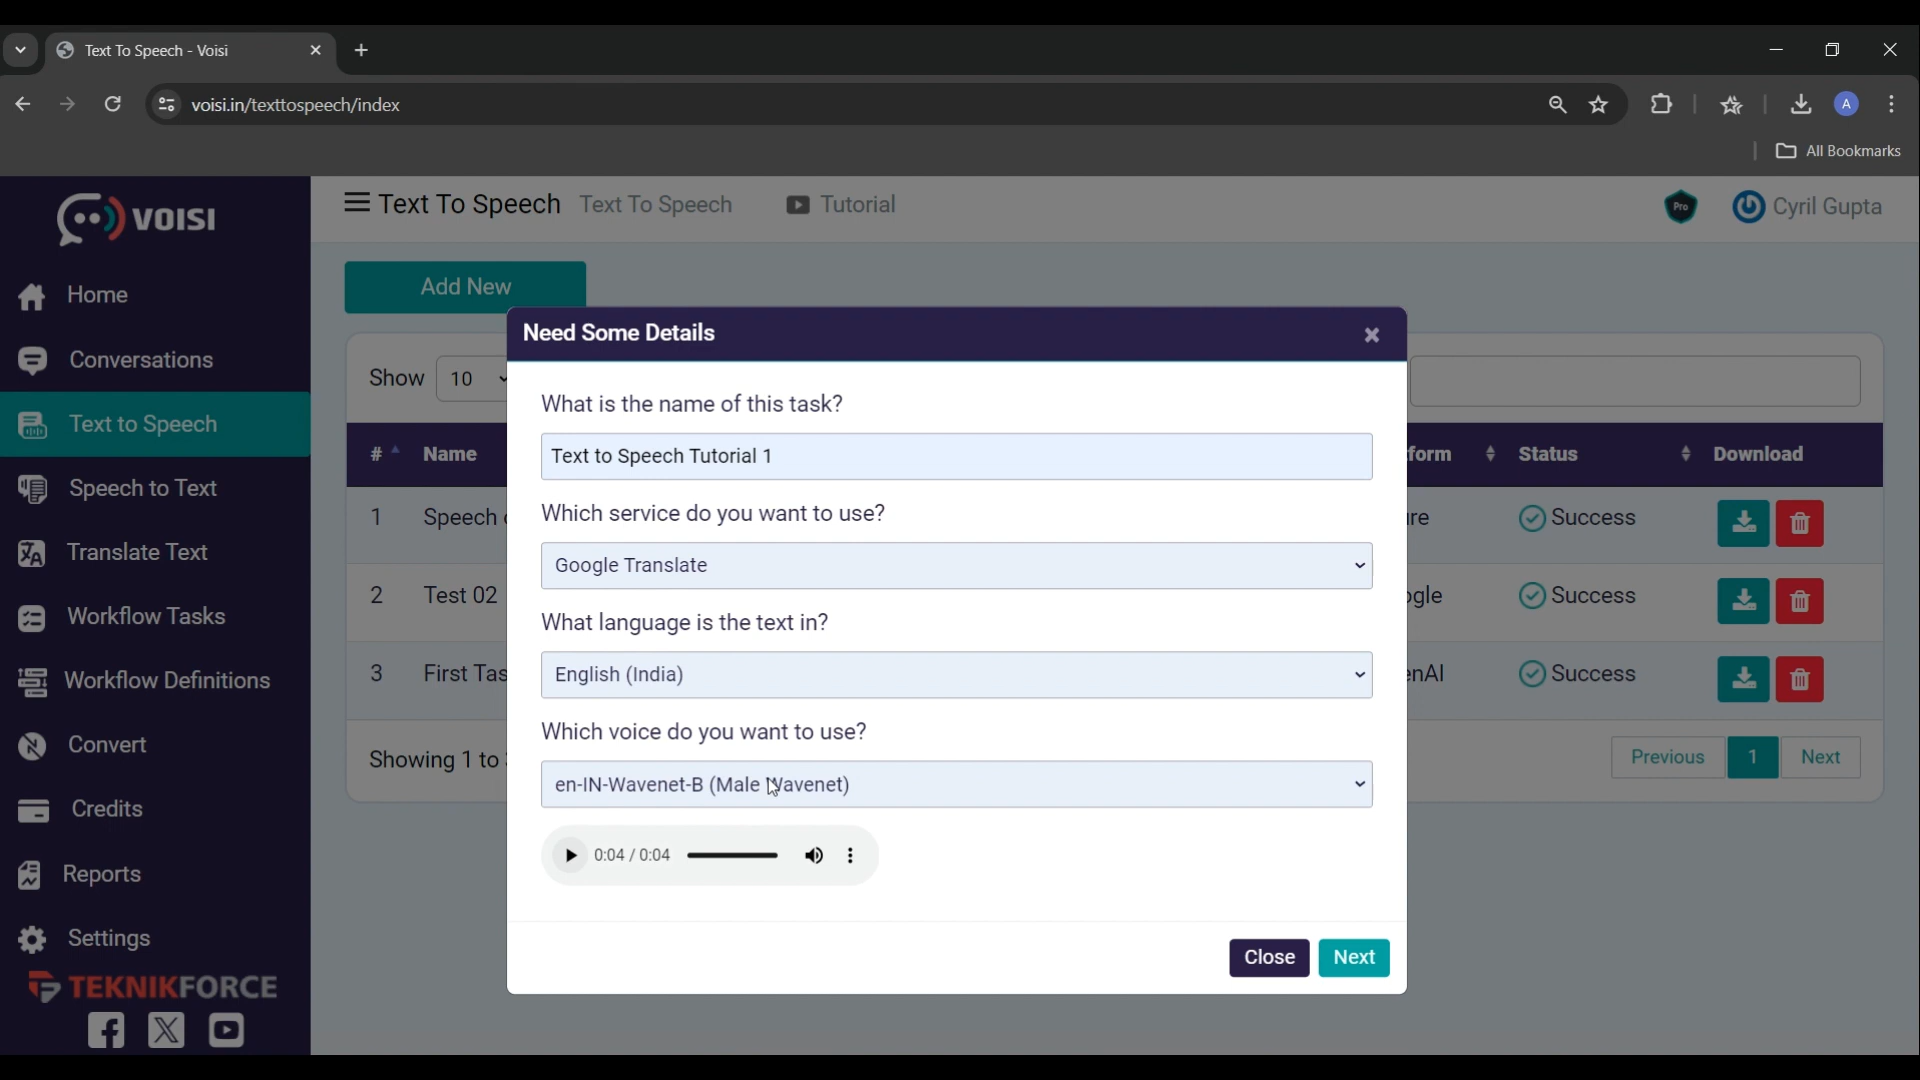 Text To Speech - Voisi
voisi.in/texttospeech/index
A
All Bookmarks
VOISI
Text To Speech Text To Speech Tutorial
Pro
Cyril Gupta
Home
Conversations
Text to Speech
Speech to Text
Translate Text
Workflow Tasks
Workflow Definitions
Convert
Credits
Reports
Settings
TEKNIKFORCE
Add New
Show 10
# Name
Status Download
1 Speech
Success
2 Test 02
Success
3 First
Success
Showing 1 to
Previous 1 Next
Need Some Details
What is the name of this task?
Text to Speech Tutorial 1
Which service do you want to use?
Google Translate
What language is the text in?
English (India)
Which voice do you want to use?
en-IN-Wavenet-B (Male Wavenet)
0:04 / 0:04
Close Next